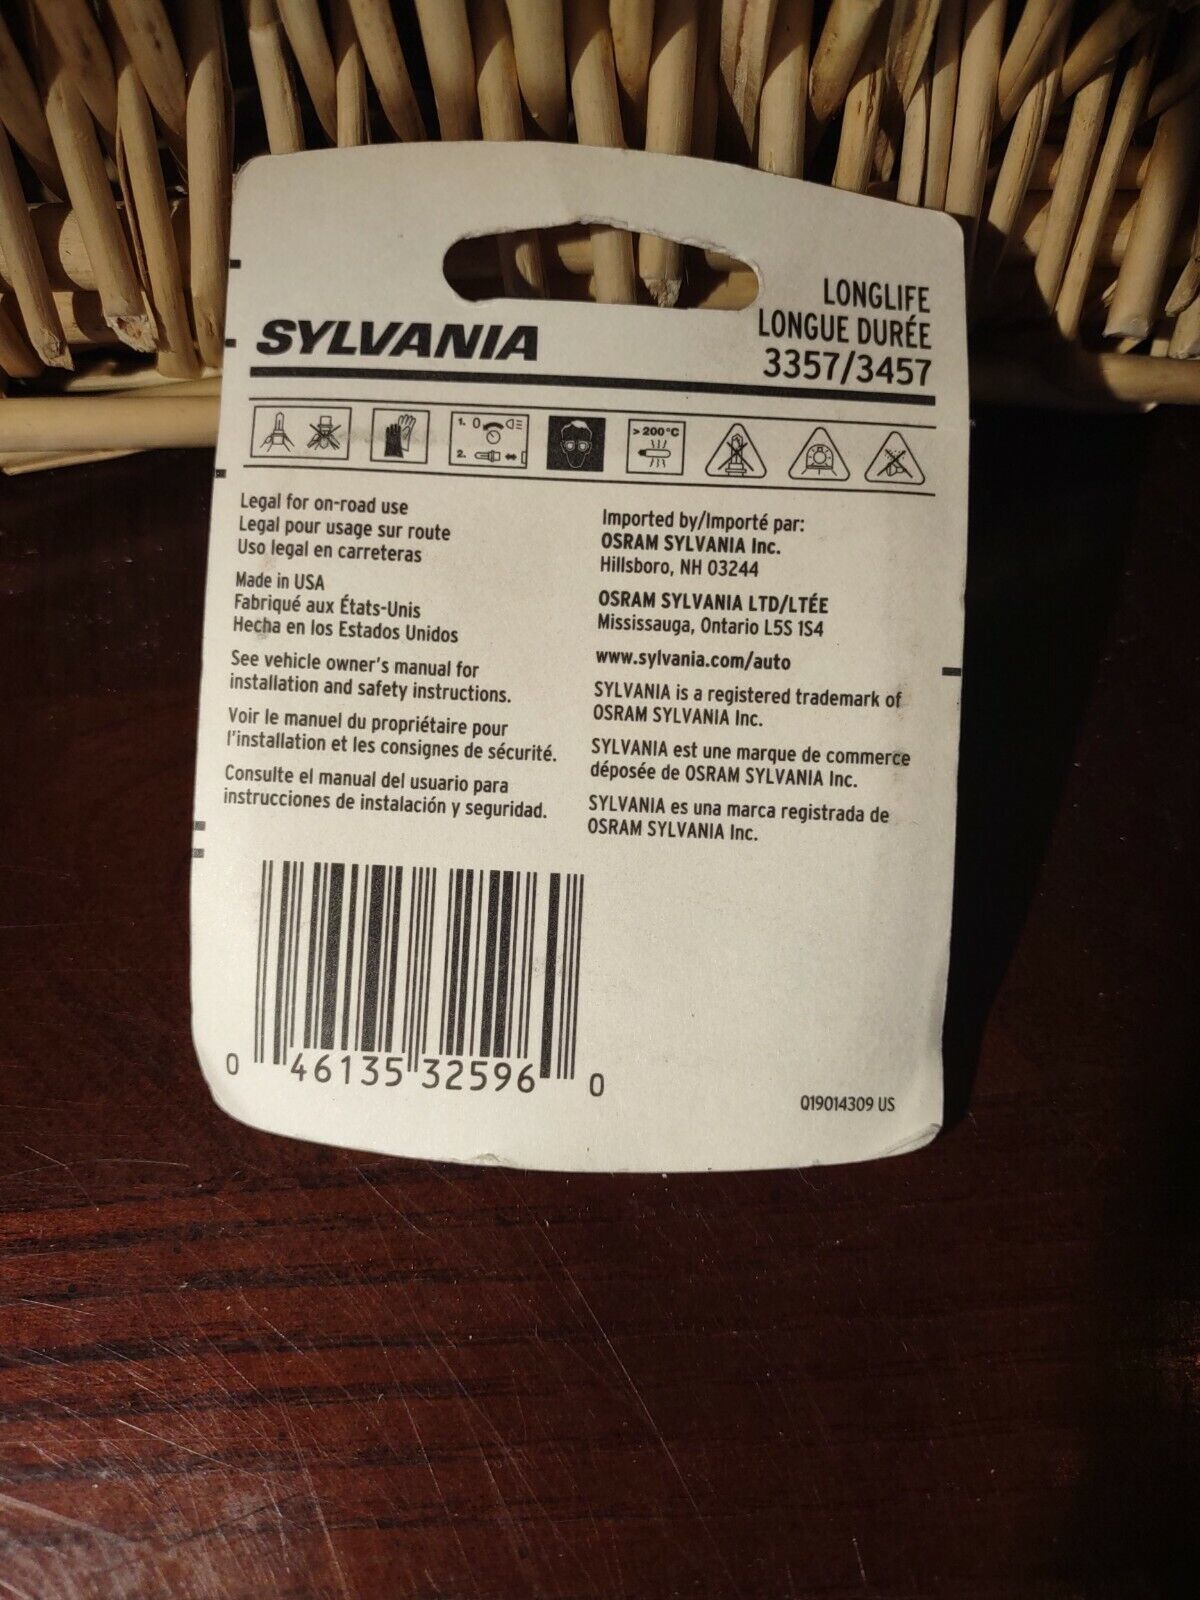 SYLVANIA
LONGLIFE
LONGUE DURÉE
3357/3457
1. 0
2.
> 200°C
Legal for on-road use
Legal pour usage sur route
Uso legal en carreteras
Made in USA
Fabriqué aux États-Unis
Hecha en los Estados Unidos
See vehicle owner's manual for
installation and safety instructions.
Voir le manuel du propriétaire pour
l'installation et les consignes de sécurité.
Consulte el manual del usuario para
instrucciones de instalación y seguridad.
Imported by/Importé par:
OSRAM SYLVANIA Inc.
Hillsboro, NH 03244
OSRAM SYLVANIA LTD/LTÉE
Mississauga, Ontario L5S 1S4
www.sylvania.com/auto
SYLVANIA is a registered trademark of
OSRAM SYLVANIA Inc.
SYLVANIA est une marque de commerce
déposée de OSRAM SYLVANIA Inc.
SYLVANIA es una marca registrada de
OSRAM SYLVANIA Inc.
0 46135 32596 0
Q19014309 US